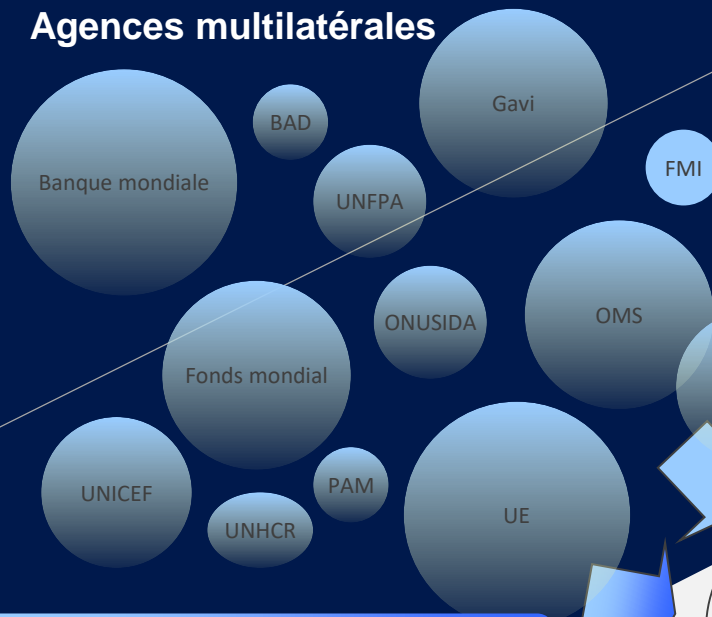 Agences multilatérales
Gavi
BAD
FMI
Banque mondiale
UNFPA
OMS
ONUSIDA
Fonds mondial
PAM
UNICEF
UE
UNHCR